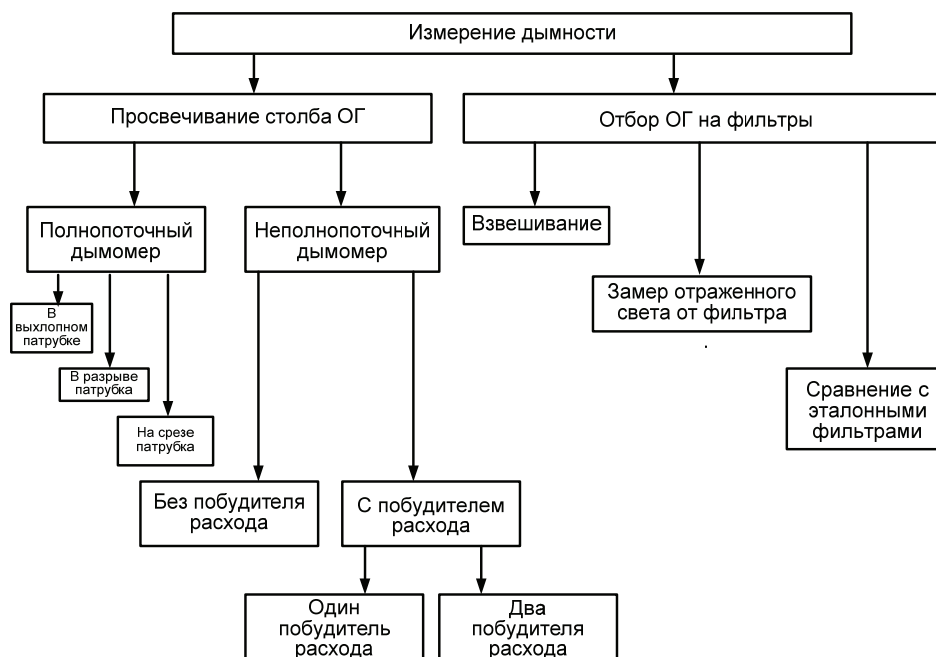 Измерение дымности
Просвечивание столба ОГ
Отбор ОГ на фильтры
Полнопоточный
дымомер
Неполнопоточный
дымомер
Взвешивание
Замер отраженного
света от фильтра
.
В
выхлопном
патрубке
В разрыве
патрубка
На срезе
патрубка
Сравнение с
эталонными
фильтрами
Без побудителя
расхода
С побудителем
расхода
Один
побудитель
расхода
Два
побудителя
расхода